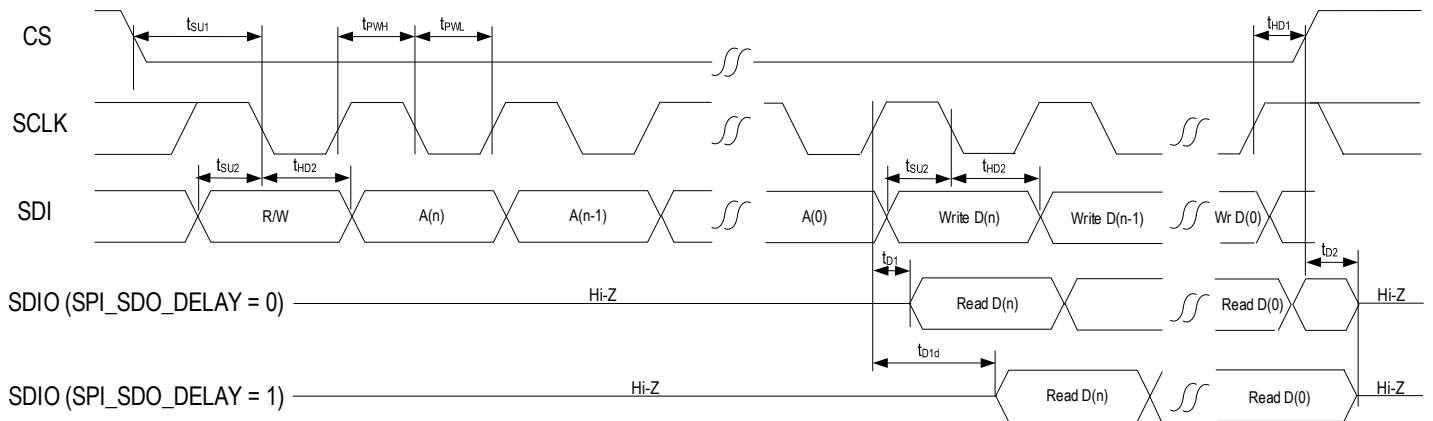 CS tSU1 tPWH tPWL tHD1
SCLK
tSU2 tHD2 tSU2 tHD2
SDI R/W A(n) A(n-1) A(0) Write D(n) Write D(n-1) Wr D(0)
tD1 tD2
SDIO (SPI_SDO_DELAY = 0) Hi-Z Read D(n) Read D(0) Hi-Z
tD1d
SDIO (SPI_SDO_DELAY = 1) Hi-Z Read D(n) Read D(0) Hi-Z